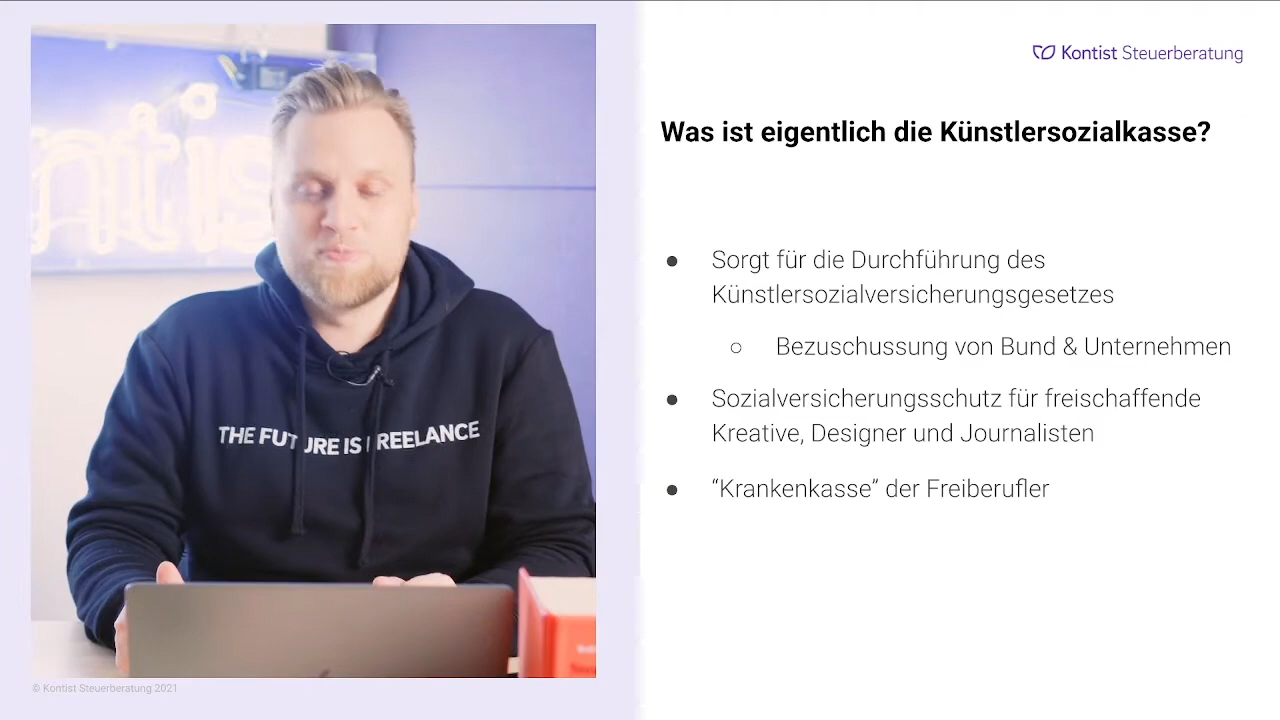 Kontist Steuerberatung
Was ist eigentlich die Künstlersozialkasse?
● Sorgt für die Durchführung des
Künstlersozialversicherungsgesetzes
○ Bezuschussung von Bund & Unternehmen
● Sozialversicherungsschutz für freischaffende
Kreative, Designer und Journalisten
● “Krankenkasse” der Freiberufler
THE FUTURE IS FREELANCE
© Kontist Steuerberatung 2021